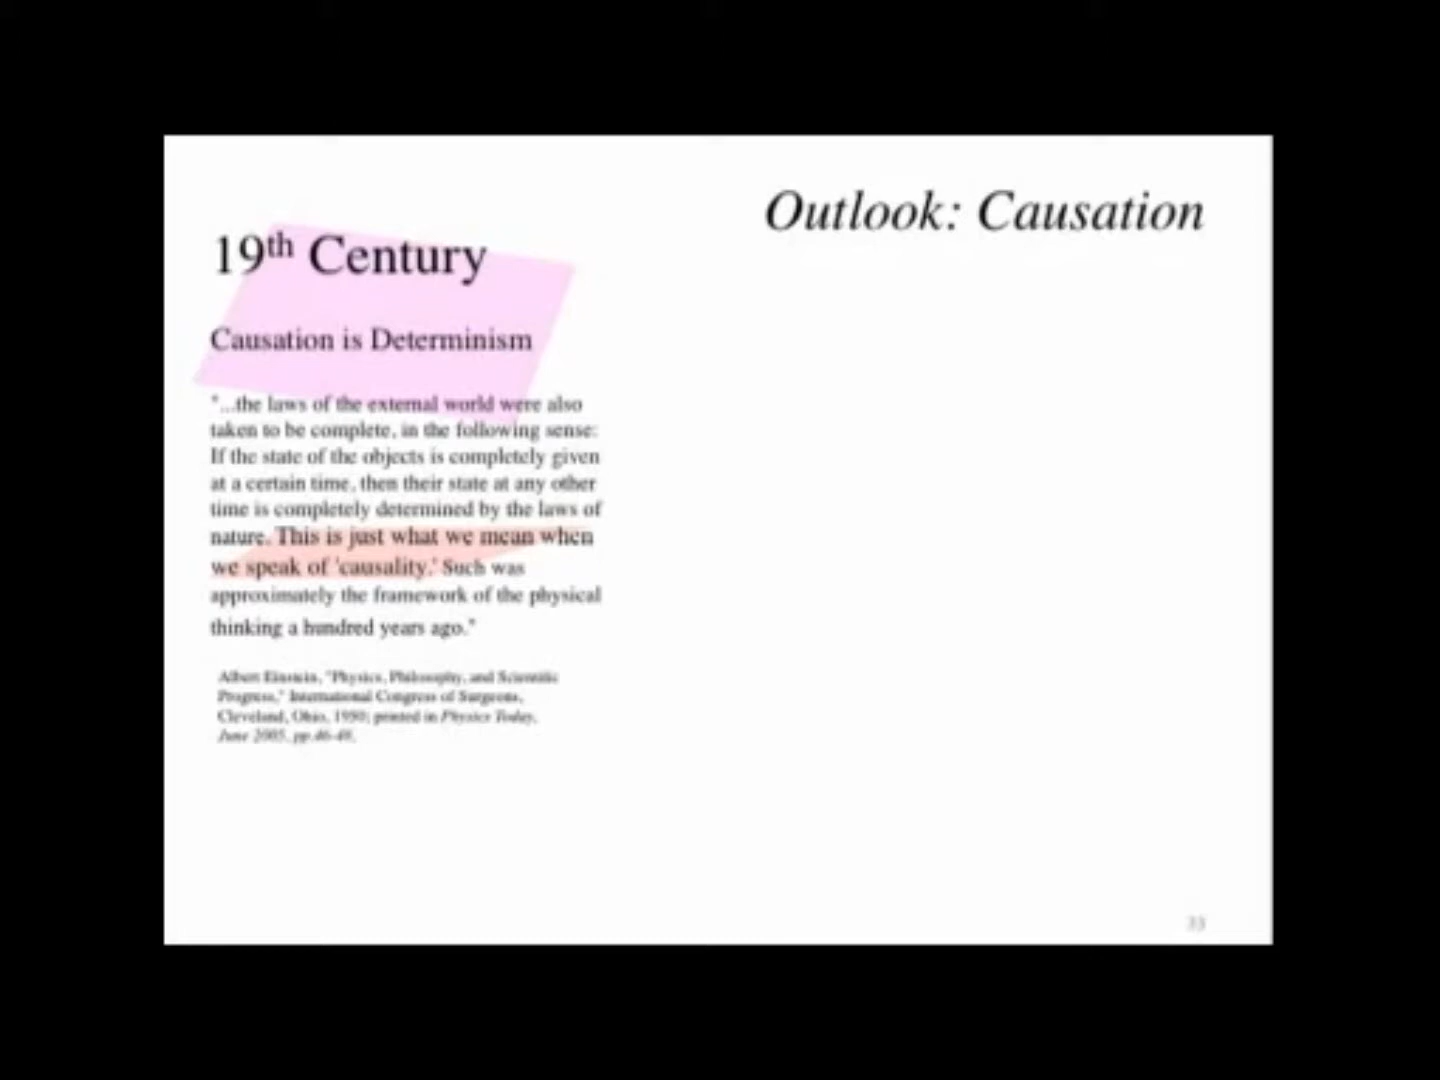 Outlook: Causation
19th Century
Causation is Determinism
"...the laws of the external world were also
taken to be complete, in the following sense:
If the state of the objects is completely given
at a certain time, then their state at any other
time is completely determined by the laws of
nature. This is just what we mean when
we speak of 'causality.' Such was
approximately the framework of the physical
thinking a hundred years ago."
Albert Einstein, "Physics, Philosophy, and Scientific
Progress," International Congress of Surgeons,
Cleveland, Ohio, 1950; printed in Physics Today,
June 2005, pp.46-48.
33